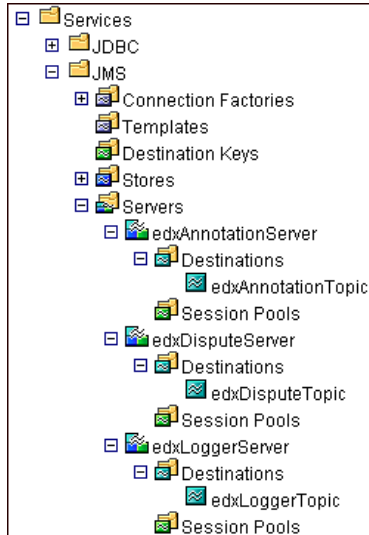 Services
JDBC
JMS
Connection Factories
Templates
Destination Keys
Stores
Servers
edxAnnotationServer
Destinations
edxAnnotationTopic
Session Pools
edxDisputeServer
Destinations
edxDisputeTopic
Session Pools
edxLoggerServer
Destinations
edxLoggerTopic
Session Pools